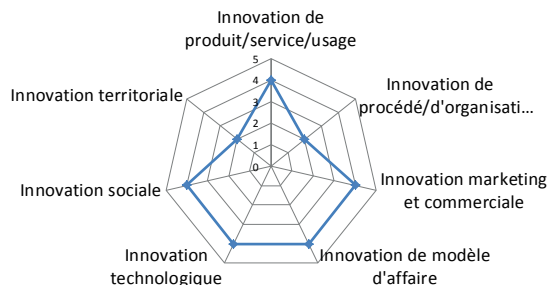 Innovation de
produit/service/usage
5
4
3
2
1
0
Innovation de
procédé/d'organisati...
Innovation marketing
et commerciale
Innovation de modèle
d'affaire
Innovation
technologique
Innovation sociale
Innovation territoriale